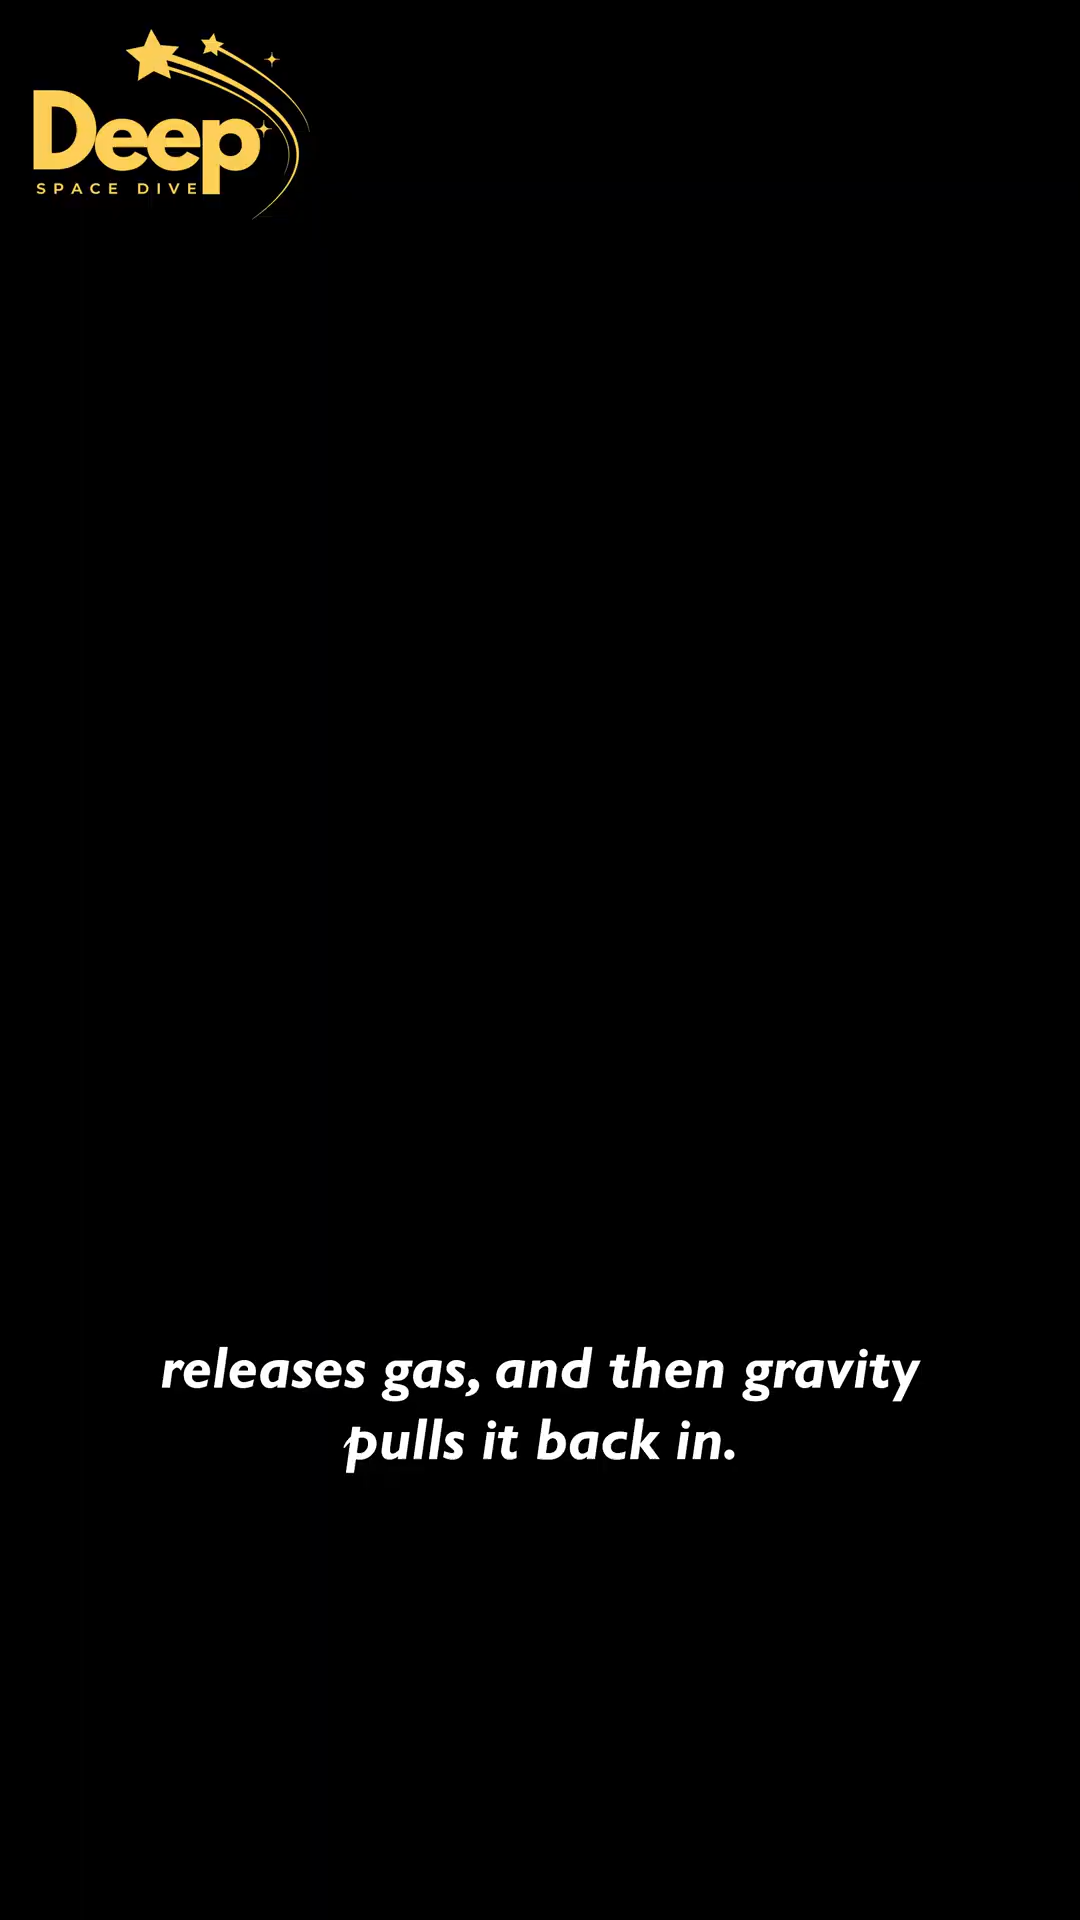 Deep
SPACE DIVE
releases gas, and then gravity
pulls it back in.